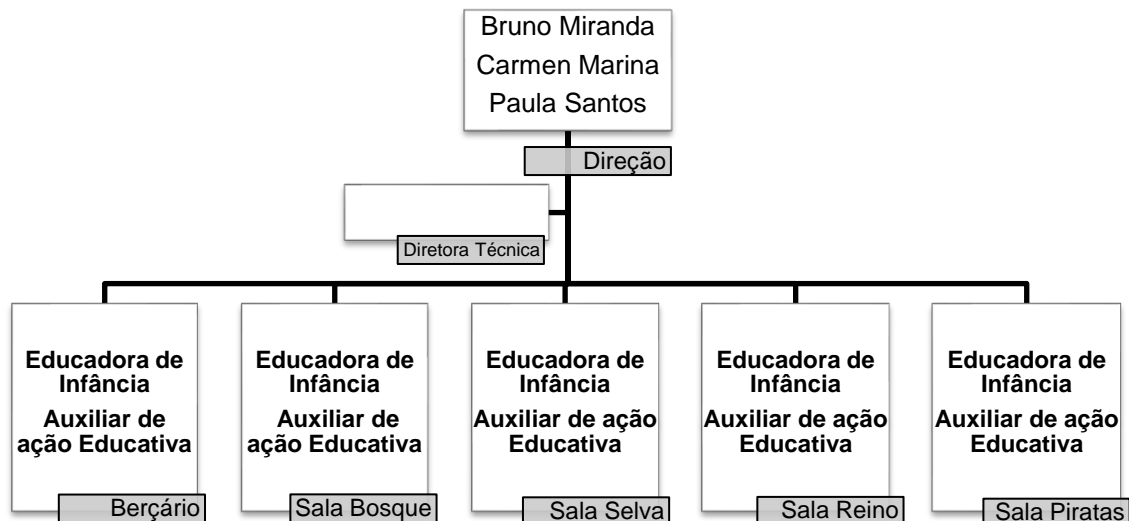 Bruno Miranda
Carmen Marina
Paula Santos
Direção
Diretora Técnica
Educadora de
Infância
Auxiliar de
ação Educativa
Berçário
Educadora de
Infância
Auxiliar de
ação Educativa
Sala Bosque
Educadora de
Infância
Auxiliar de ação
Educativa
Sala Selva
Educadora de
Infância
Auxiliar de ação
Educativa
Sala Reino
Educadora de
Infância
Auxiliar de ação
Educativa
Sala Piratas